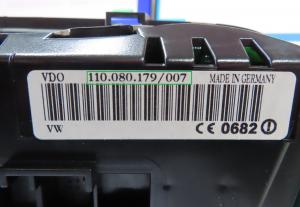 VDO 110.080.179/007 MADE IN GERMANY
VW CE 0682